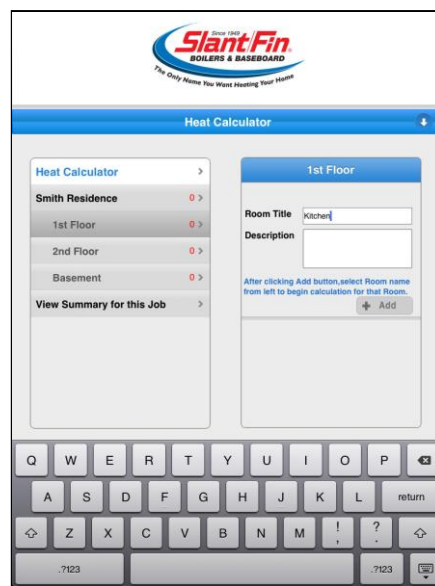 Since 1949
Slant/Fin®
BOILERS & BASEBOARD
The Only Name You Want Heating Your Home
Heat Calculator
Heat Calculator >
Smith Residence 0 >
1st Floor 0 >
2nd Floor 0 >
Basement 0 >
View Summary for this Job >
1st Floor
Room Title Kitchen
Description
After clicking Add button,select Room name
from left to begin calculation for that Room.
+ Add
Q W E R T Y U I O P
A S D F G H J K L return
Z X C V B N M ! , ? .
.?123 .?123